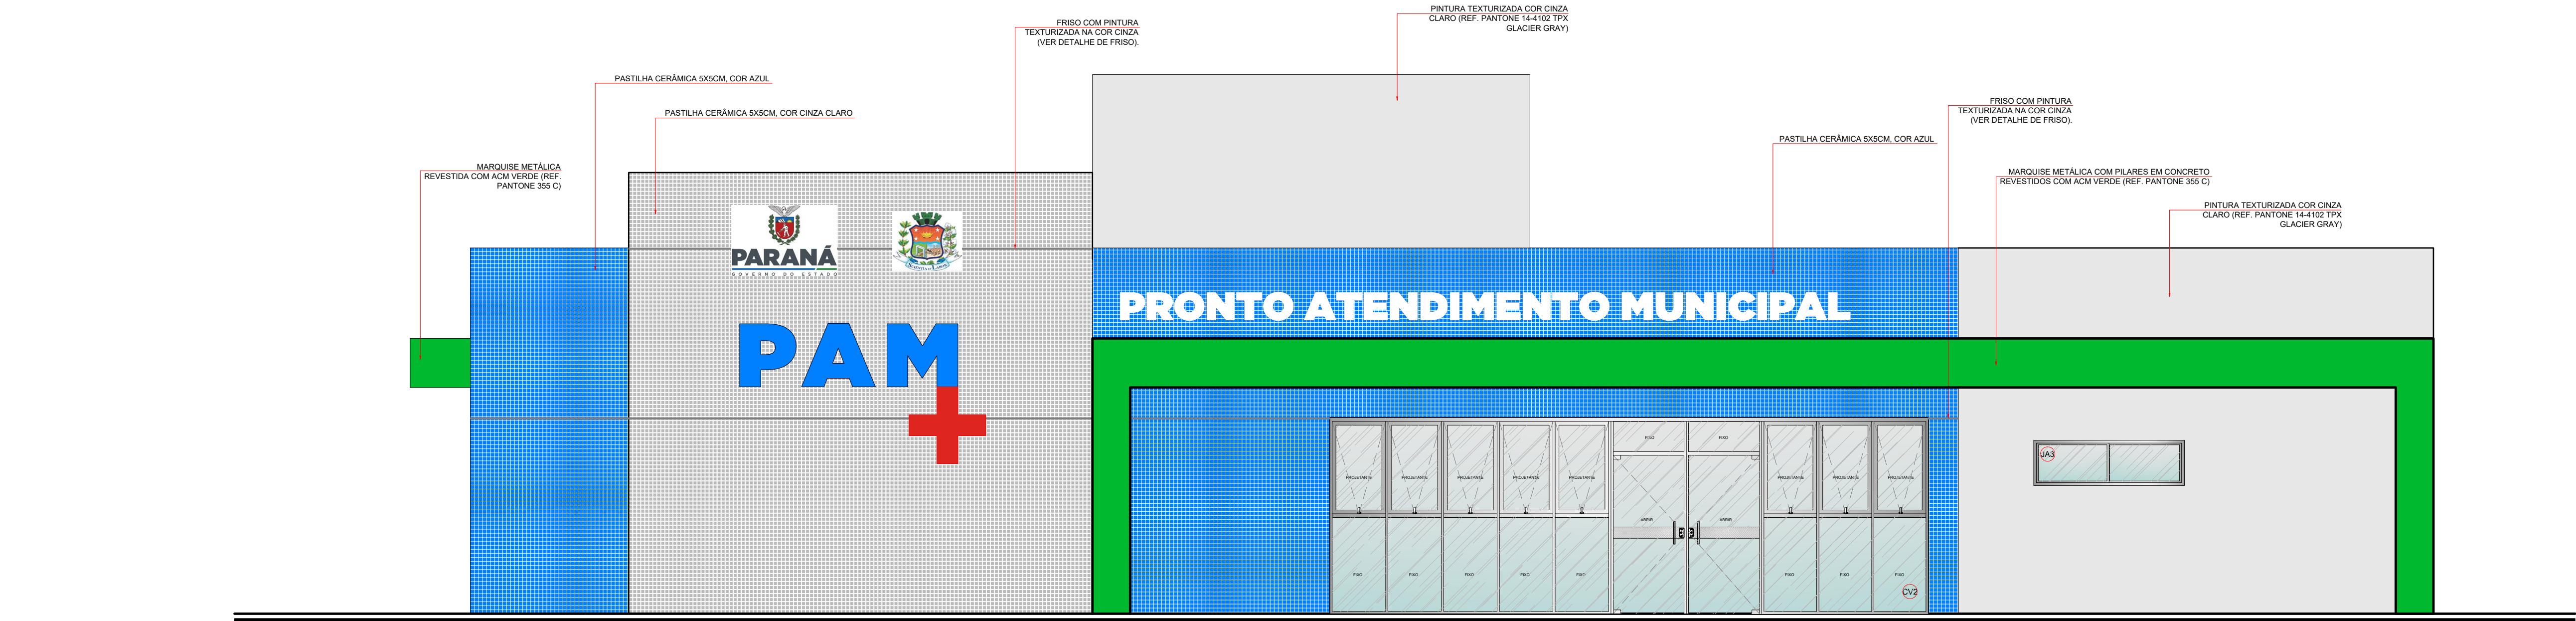 PINTURA TEXTURIZADA COR CINZA
CLARO (REF. PANTONE 14-4102 TPX
GLACIER GRAY)
FRISO COM PINTURA
TEXTURIZADA NA COR CINZA
(VER DETALHE DE FRISO).
PASTILHA CERÂMICA 5X5CM, COR AZUL
PASTILHA CERÂMICA 5X5CM, COR CINZA CLARO
FRISO COM PINTURA
TEXTURIZADA NA COR CINZA
(VER DETALHE DE FRISO).
PASTILHA CERÂMICA 5X5CM, COR AZUL
MARQUISE METÁLICA
REVESTIDA COM ACM VERDE (REF.
PANTONE 355 C)
MARQUISE METÁLICA COM PILARES EM CONCRETO
REVESTIDOS COM ACM VERDE (REF. PANTONE 355 C)
PINTURA TEXTURIZADA COR CINZA
CLARO (REF. PANTONE 14-4102 TPX
GLACIER GRAY)
PARANÁ
GOVERNO DO ESTADO
PRONTO ATENDIMENTO MUNICIPAL
PAM
FIXO FIXO
JA3
PROJETANTE PROJETANTE PROJETANTE PROJETANTE PROJETANTE PROJETANTE PROJETANTE PROJETANTE
ABRIR ABRIR
FIXO FIXO FIXO FIXO FIXO FIXO FIXO FIXO
CV2